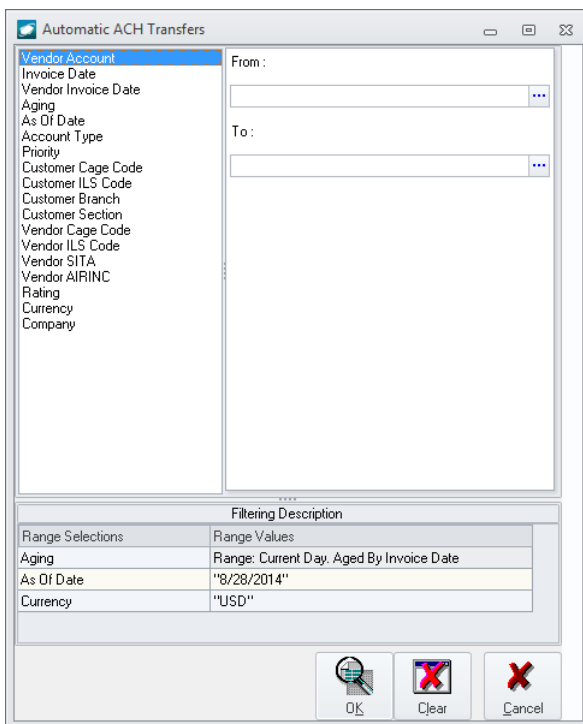 Automatic ACH Transfers
Vendor Account
Invoice Date
Vendor Invoice Date
Aging
As Of Date
Account Type
Priority
Customer Cage Code
Customer ILS Code
Customer Branch
Customer Section
Vendor Cage Code
Vendor ILS Code
Vendor SITA
Vendor AIRINC
Rating
Currency
Company
From :
...
To :
...
Filtering Description
Range Selections Range Values
Aging Range: Current Day. Aged By Invoice Date
As Of Date "8/28/2014"
Currency "USD"
OK Clear Cancel